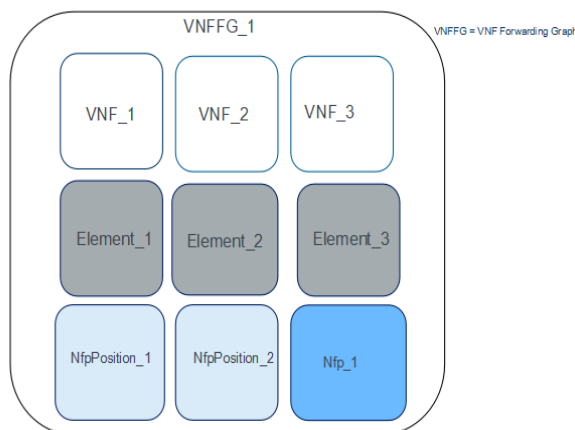 VNFFG_1
VNFFG = VNF Forwarding Graph
VNF_1
VNF_2
VNF_3
Element_1
Element_2
Element_3
NfpPosition_1
NfpPosition_2
Nfp_1